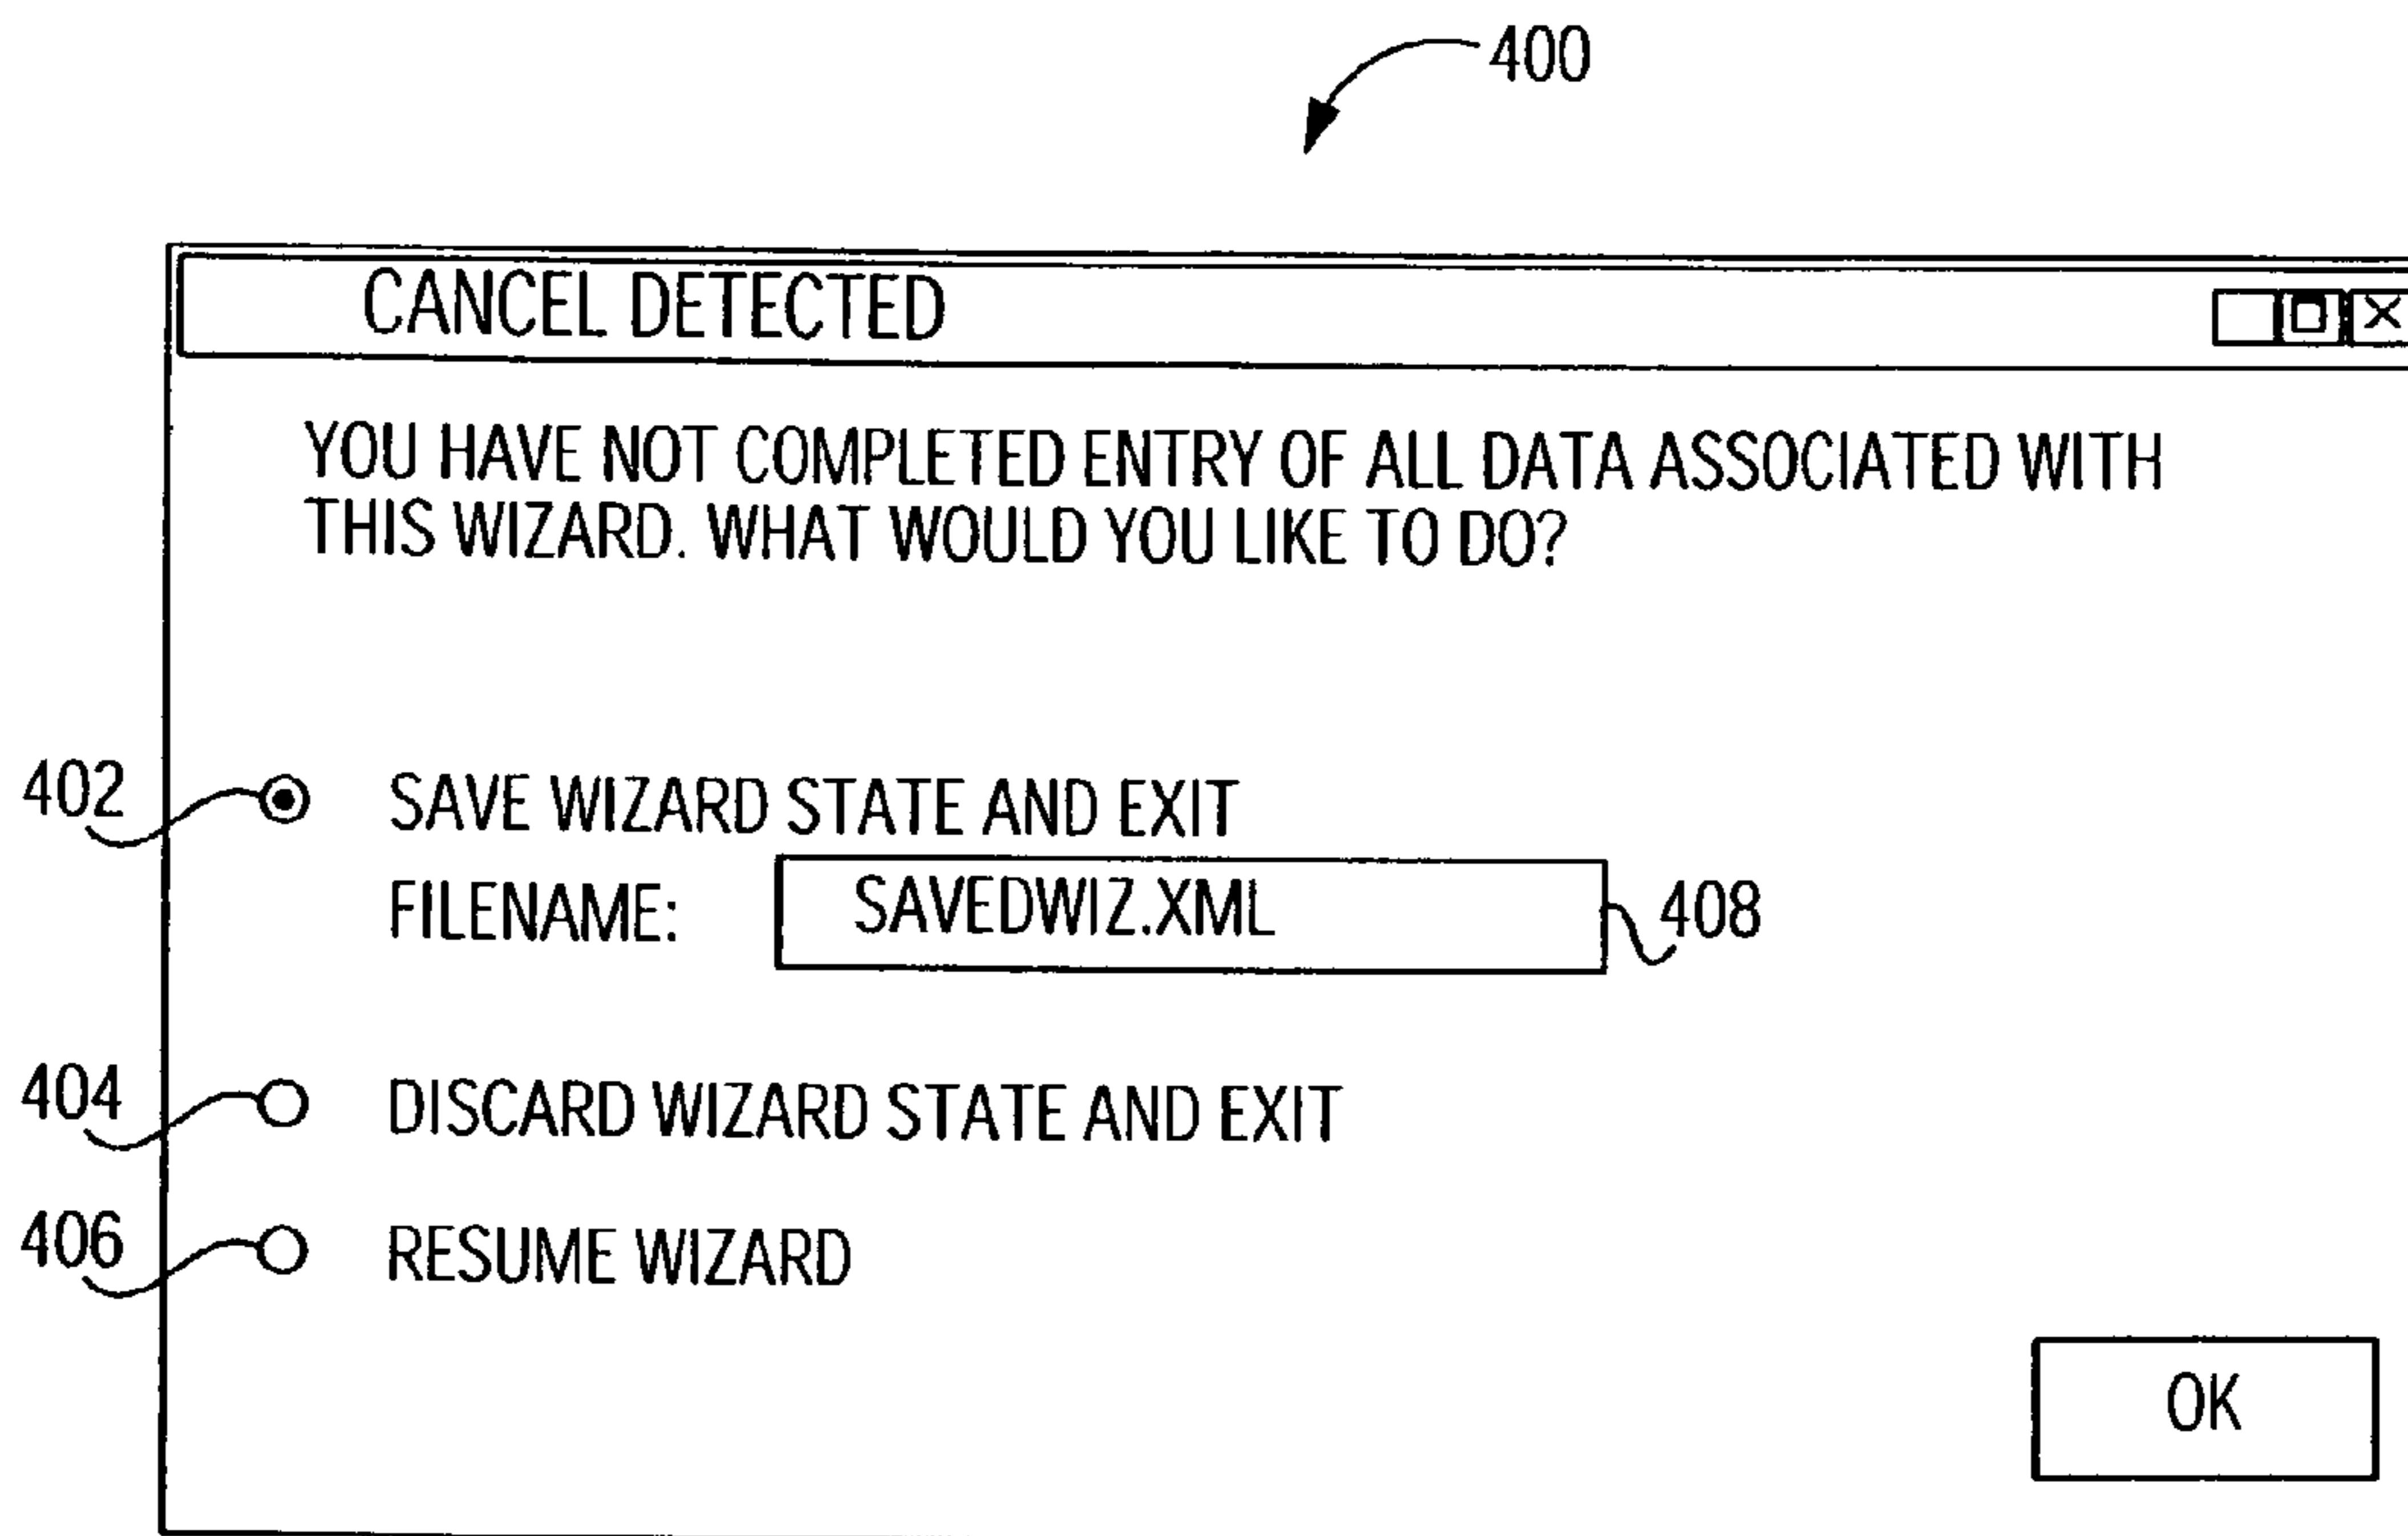 400
CANCEL DETECTED
YOU HAVE NOT COMPLETED ENTRY OF ALL DATA ASSOCIATED WITH
THIS WIZARD. WHAT WOULD YOU LIKE TO DO?
402 SAVE WIZARD STATE AND EXIT
FILENAME: SAVEDWIZ.XML 408
404 DISCARD WIZARD STATE AND EXIT
406 RESUME WIZARD
OK